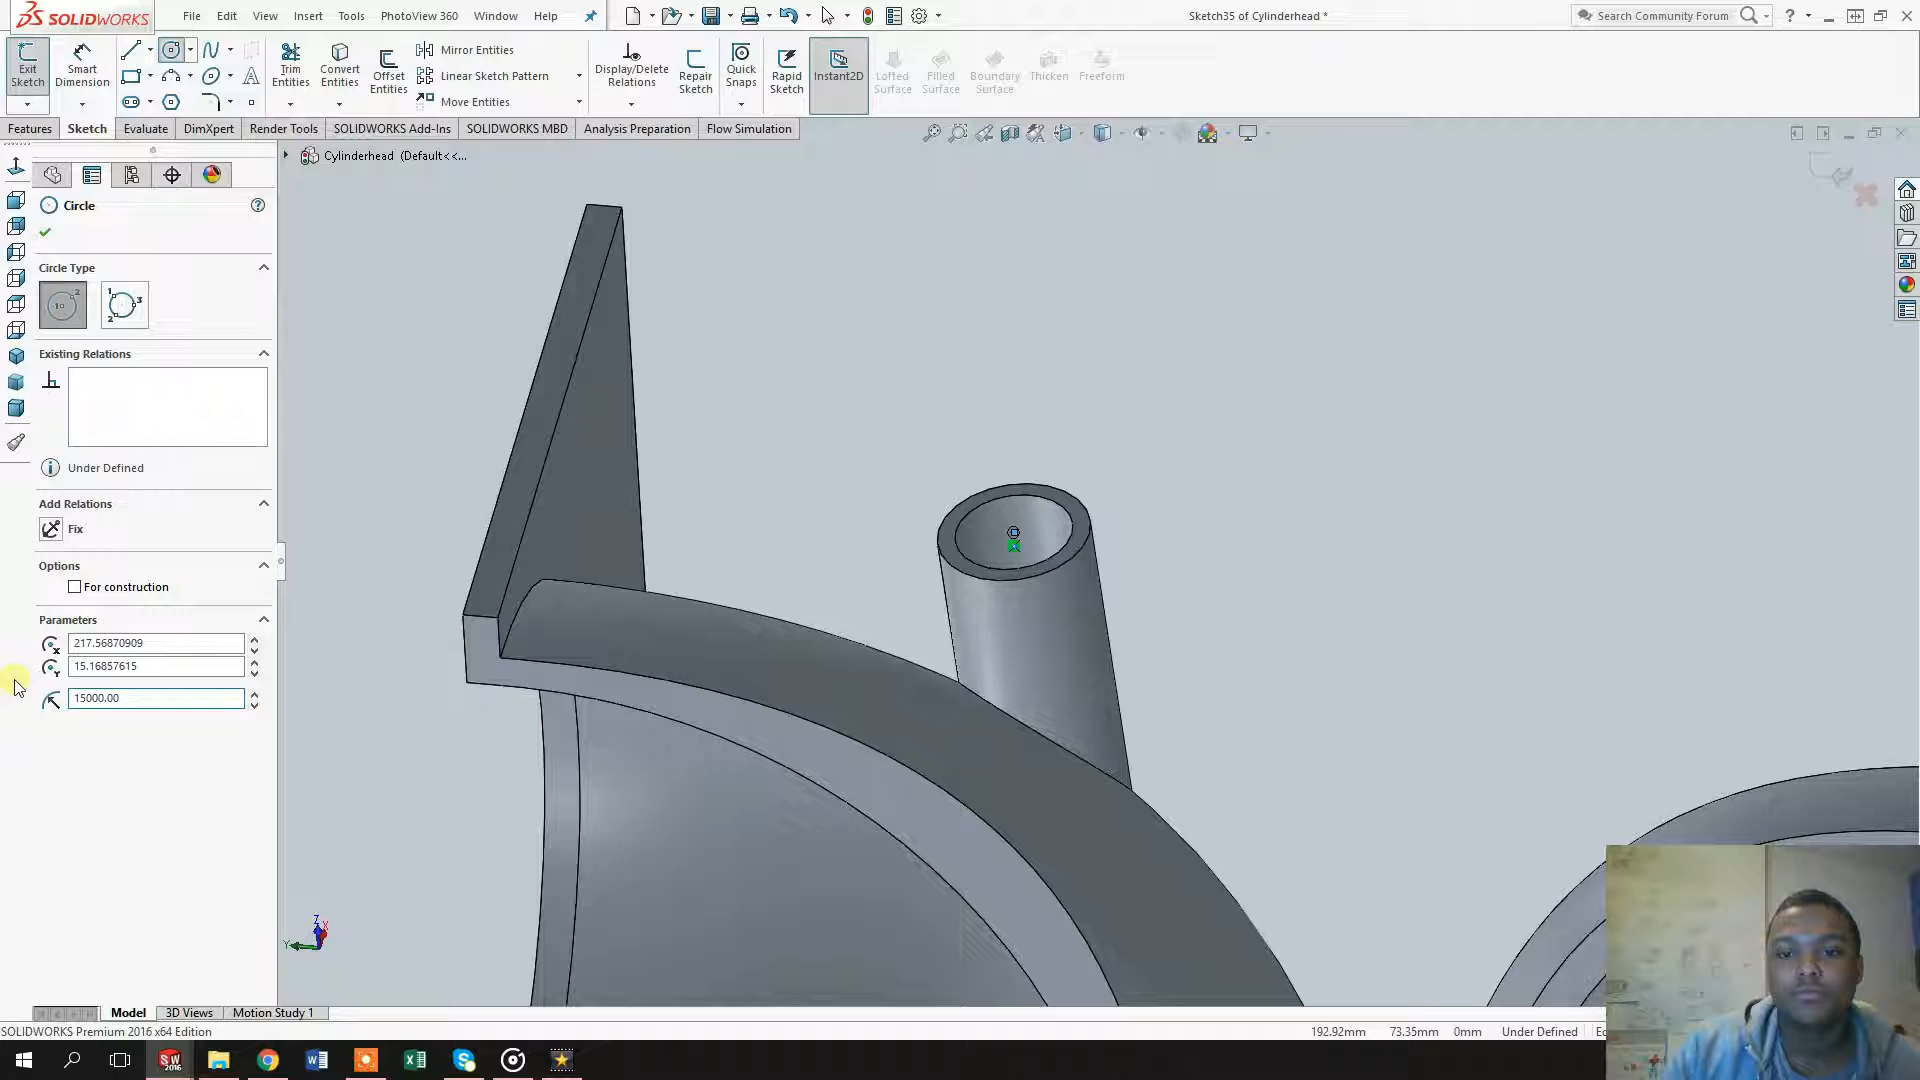 SOLIDWORKS File Edit View Insert Tools PhotoView 360 Window Help Sketch35 of Cylinderhead * Search Community Forum
Exit Sketch Smart Dimension Trim Entities Convert Entities Offset Entities Mirror Entities Linear Sketch Pattern Move Entities Display/Delete Relations Repair Sketch Quick Snaps Rapid Sketch Instant2D Lofted Surface Filled Surface Boundary Surface Thicken Freeform
Features Sketch Evaluate DimXpert Render Tools SOLIDWORKS Add-Ins SOLIDWORKS MBD Analysis Preparation Flow Simulation
Cylinderhead (Default<<...
Circle
Circle Type
Existing Relations
Under Defined
Add Relations
Fix
Options
For construction
Parameters
217.56870909
15.16857615
15000.00
Z
X
Y
Model 3D Views Motion Study 1
SOLIDWORKS Premium 2016 x64 Edition 192.92mm 73.35mm 0mm Under Defined
SW
2016